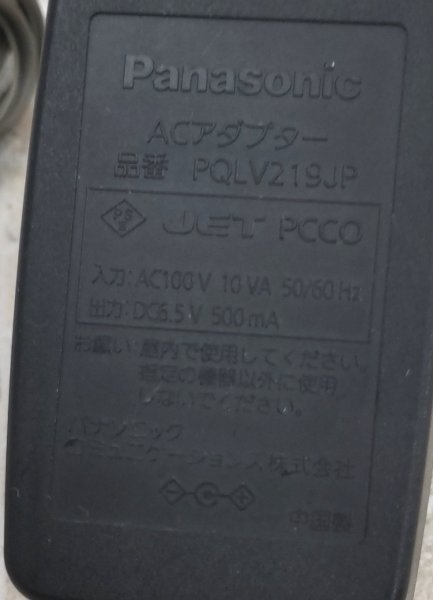 Panasonic
ACアダプター
品番 PQLV219JP
PS
E JET PCCO
入力:AC100V 10VA 50/60Hz
出力:DC6.5V 500mA
お願い:屋内で使用してください。
指定の機器以外に使用
しないでください。
パナソニック
コミュニケーションズ株式会社
中国製